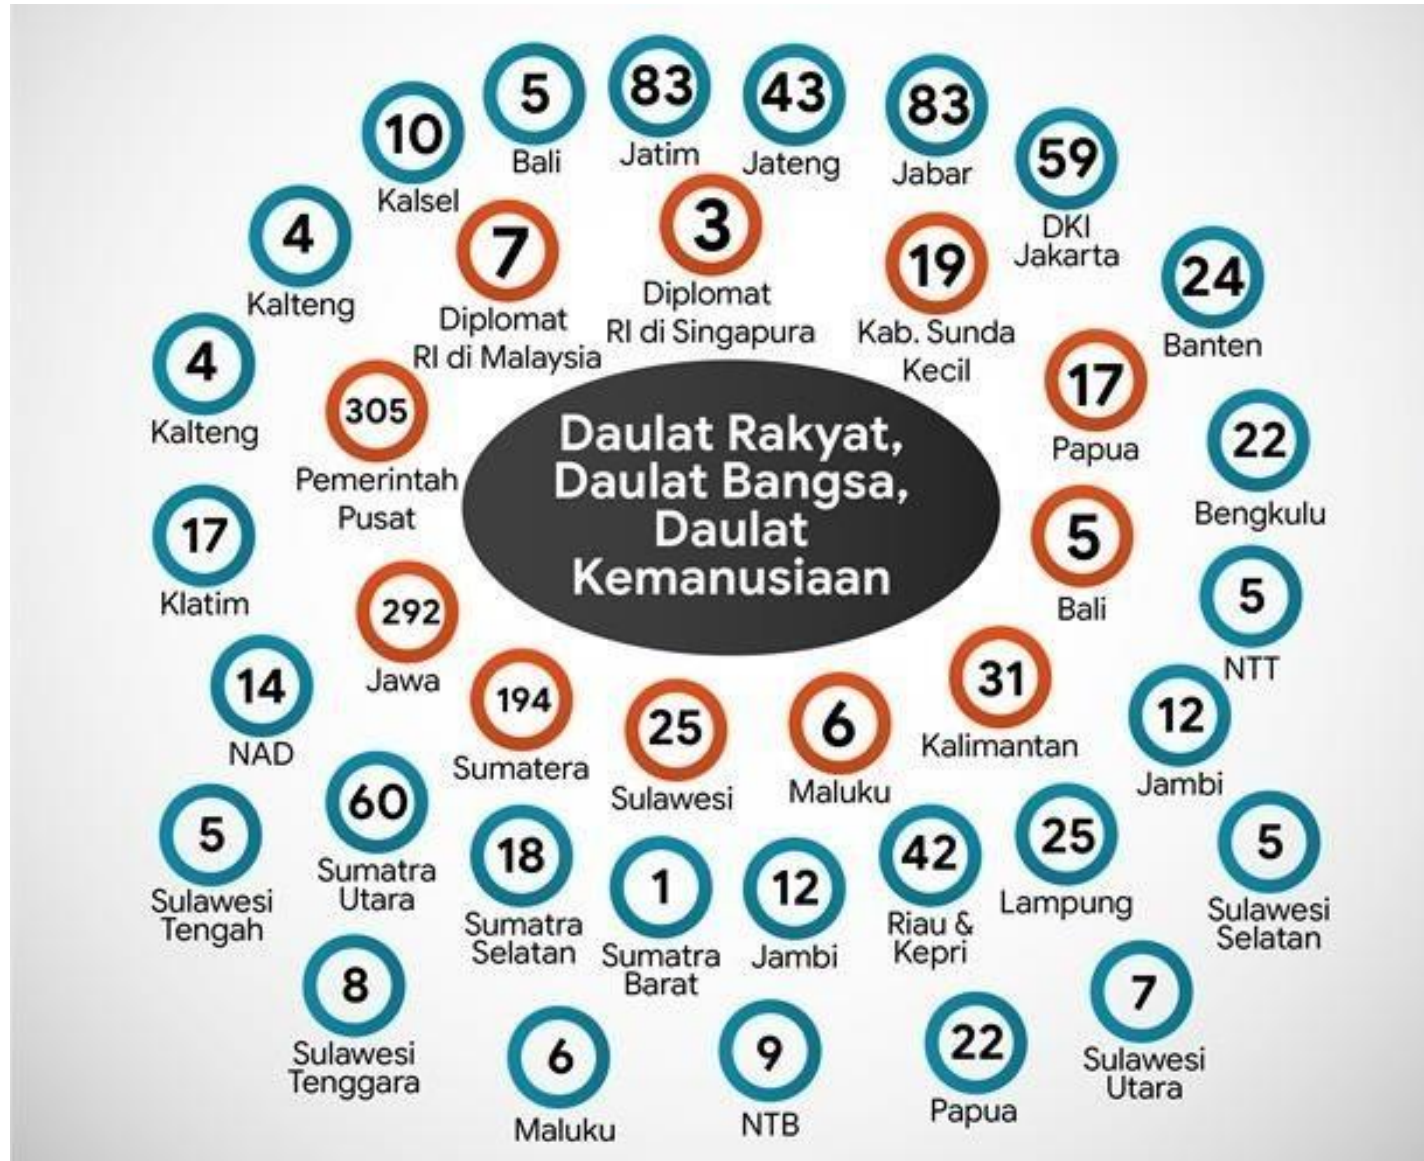 5
Bali
83
Jatim
43
Jateng
83
Jabar
10
Kalsel
59
DKI
Jakarta
4
Kalteng
7
Diplomat
RI di Malaysia
3
Diplomat
RI di Singapura
19
Kab. Sunda
Kecil
24
Banten
4
Kalteng
305
Pemerintah
Pusat
17
Papua
22
Bengkulu
Daulat Rakyat,
Daulat Bangsa,
Daulat
Kemanusiaan
17
Klatim
5
Bali
5
NTT
292
Jawa
14
NAD
194
Sumatera
25
Sulawesi
6
Maluku
31
Kalimantan
12
Jambi
5
Sulawesi
Tengah
60
Sumatra
Utara
18
Sumatra
Selatan
1
Sumatra
Barat
12
Jambi
42
Riau &
Kepri
25
Lampung
5
Sulawesi
Selatan
8
Sulawesi
Tenggara
6
Maluku
9
NTB
22
Papua
7
Sulawesi
Utara